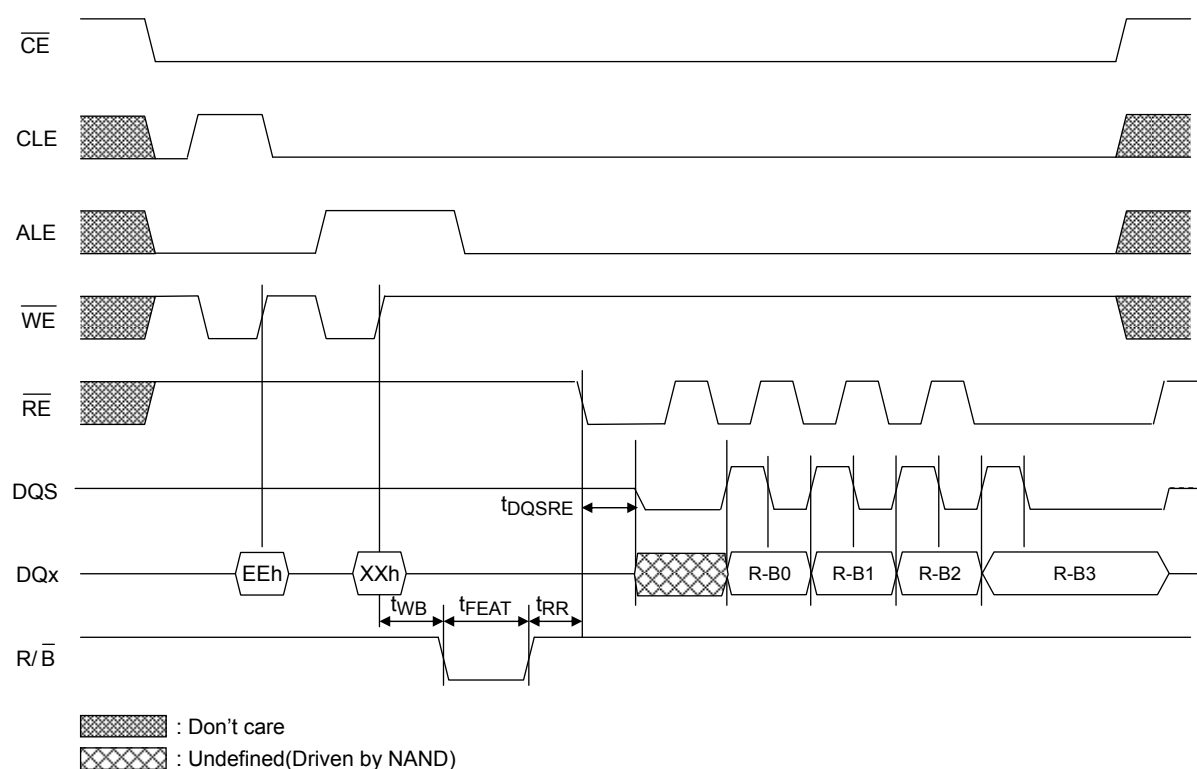 CE
CLE
ALE
WE
RE
DQS
tDQSRE
DQx
EEh
XXh
R-B0
R-B1
R-B2
R-B3
tWB
tFEAT
tRR
R/ B
: Don't care
: Undefined(Driven by NAND)